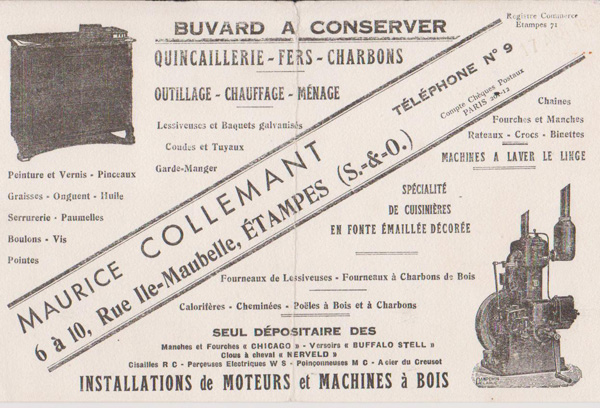 BUVARD A CONSERVER
Registre Commerce
Étampes 71
QUINCAILLERIE - FERS - CHARBONS
OUTILLAGE - CHAUFFAGE - MÉNAGE
Lessiveuses et Baquets galvanisés
Coudes et Tuyaux
Garde-Manger
Peinture et Vernis - Pinceaux
Graisses - Onguent - Huile
Serrurerie - Paumelles
Boulons - Vis
Pointes
MAURICE COLLEMANT
TÉLÉPHONE N° 9
6 à 10, Rue Ile-Maubelle, ÉTAMPES (S.-&-O.)
Compte Chèques Postaux
PARIS
Chaines
Fourches et Manches
Rateaux - Crocs - Binettes
MACHINES A LAVER LE LINGE
SPÉCIALITÉ
DE CUISINIÈRES
EN FONTE ÉMAILLÉE DÉCORÉE
Fourneaux de Lessiveuses - Fourneaux à Charbons de Bois
Calorifères - Cheminées - Poëles à Bois et à Charbons
SEUL DÉPOSITAIRE DES
Manches et Fourches « CHICAGO » - Versoirs « BUFFALO STELL »
Clous à cheval « NERVELD »
Cisailles R C - Perçeuses Electriques W S - Poinçonneuses M C - Acier du Creusot
INSTALLATIONS de MOTEURS et MACHINES à BOIS